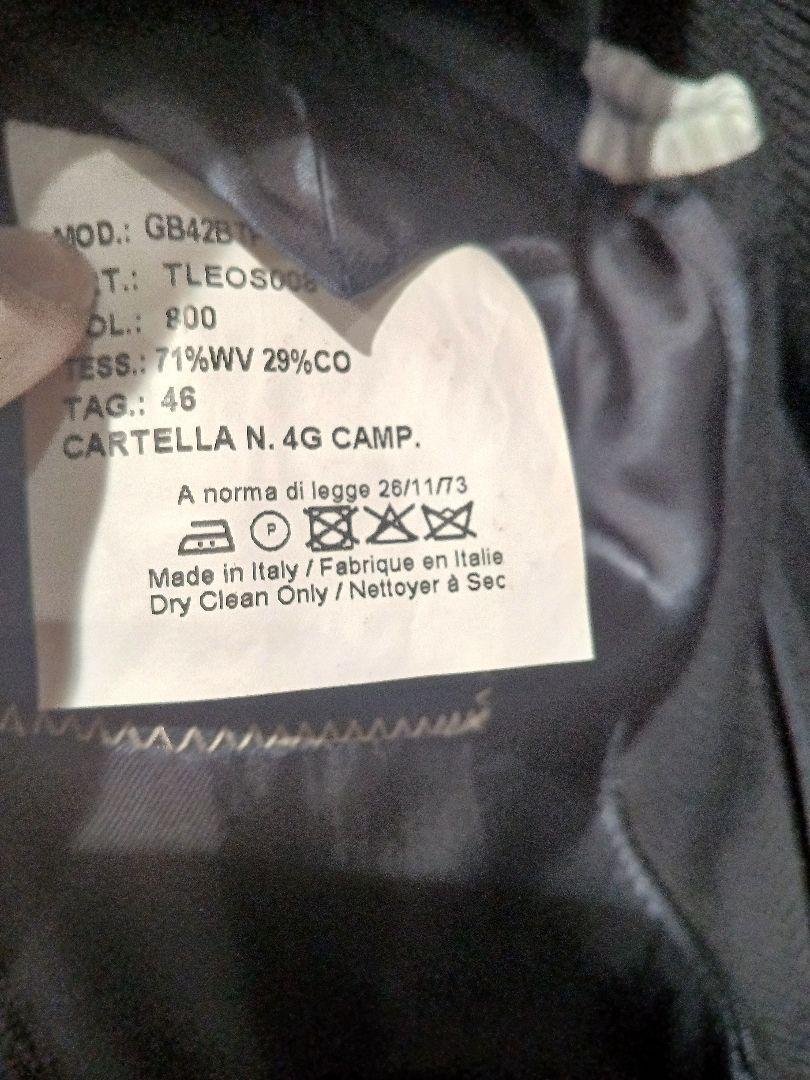 MOD.: GB42BT
TLEOS008
800
TESS.: 71%WV 29%CO
TAG.: 46
CARTELLA N. 4G CAMP.
A norma di legge 26/11/73
P
Made in Italy / Fabrique en Italie
Dry Clean Only / Nettoyer à Sec